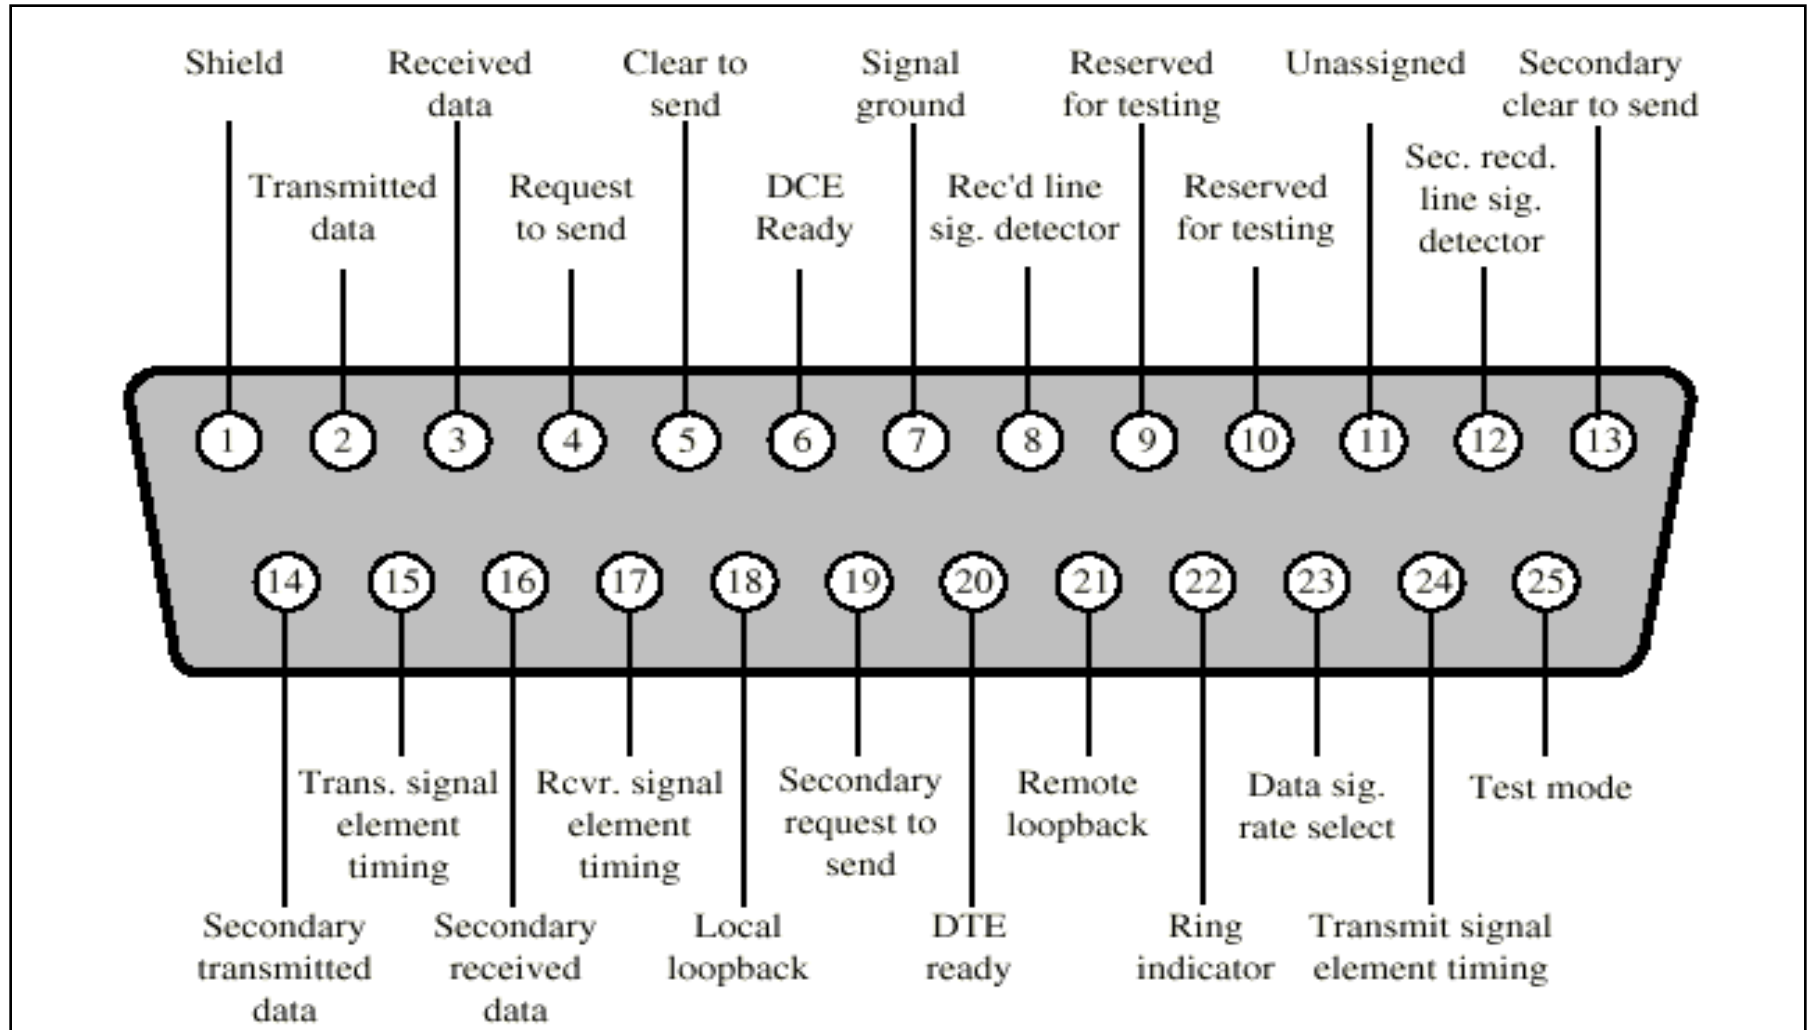 Shield
Received
data
Clear to
send
Signal
ground
Reserved
for testing
Unassigned
Secondary
clear to send
Transmitted
data
Request
to send
DCE
Ready
Rec'd line
sig. detector
Reserved
for testing
Sec. recd.
line sig.
detector
1 2 3 4 5 6 7 8 9 10 11 12 13
14 15 16 17 18 19 20 21 22 23 24 25
Trans. signal
element
timing
Rcvr. signal
element
timing
Secondary
request to
send
Remote
loopback
Data sig.
rate select
Test mode
Secondary
transmitted
data
Secondary
received
data
Local
loopback
DTE
ready
Ring
indicator
Transmit signal
element timing